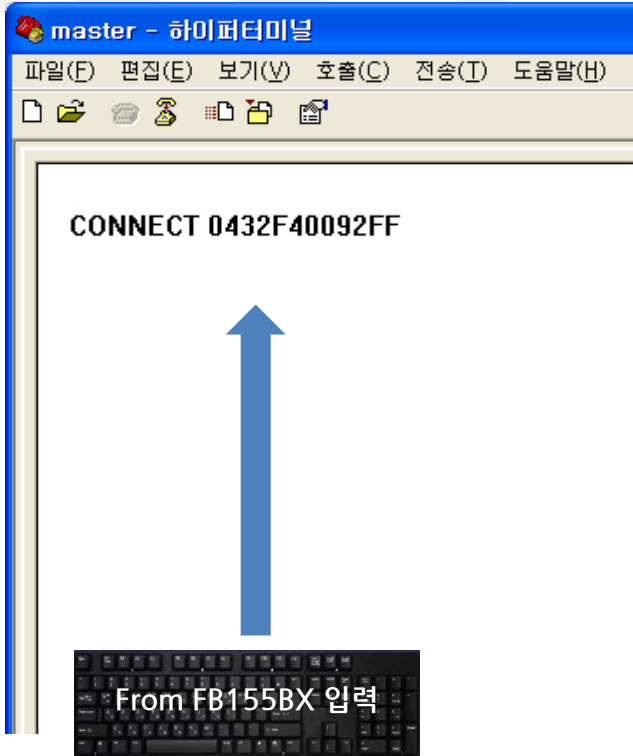 master - 하이퍼터미널
파일(F) 편집(E) 보기(V) 호출(C) 전송(T) 도움말(H)
CONNECT 0432F40092FF
From FB155BX 입력